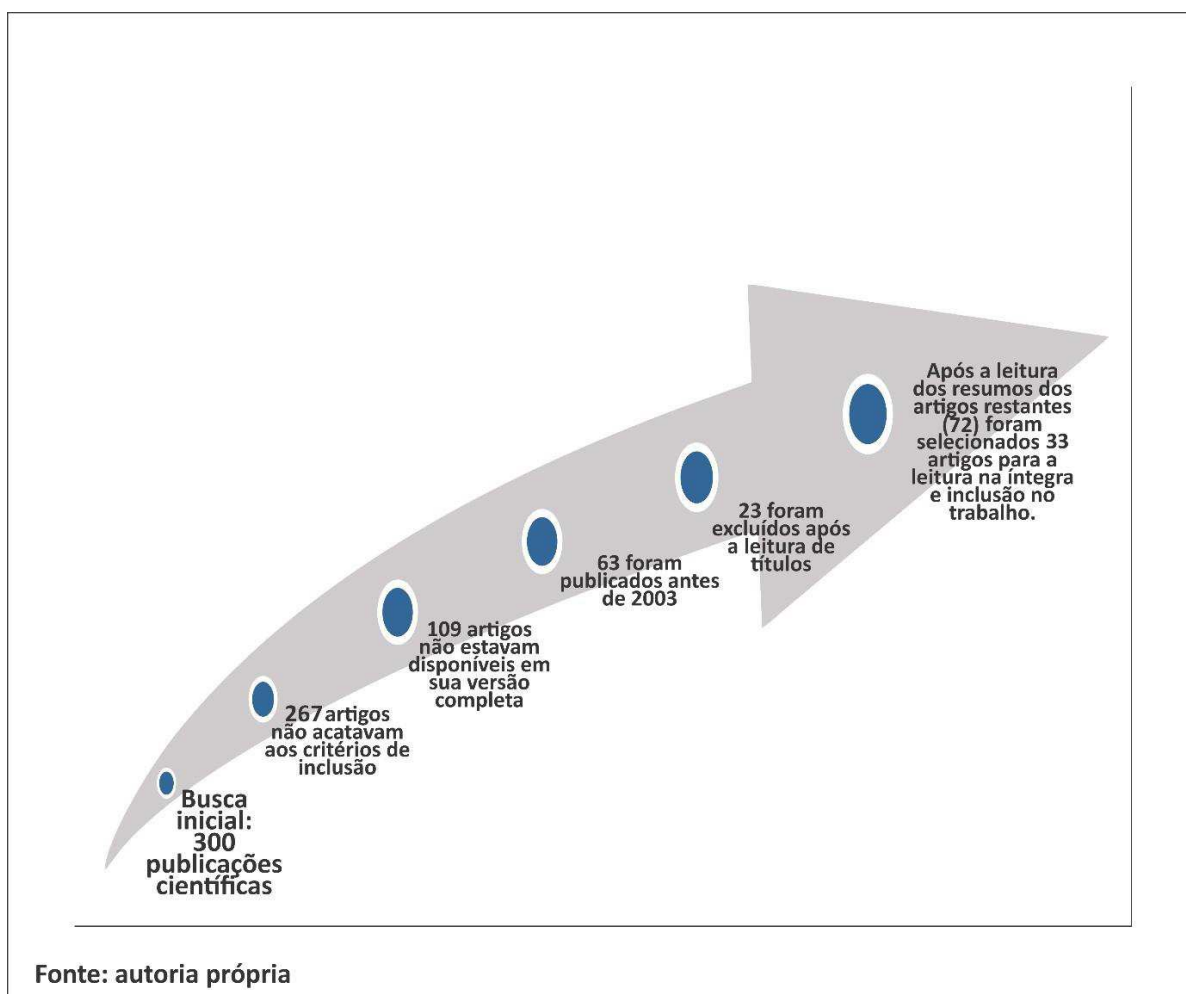 Busca
inicial:
300
publicações
científicas
267 artigos
não acatavam
aos critérios de
inclusão
109 artigos
não estavam
disponíveis em
sua versão
completa
63 foram
publicados antes
de 2003
23 foram
excluídos após
a leitura de
títulos
Após a leitura
dos resumos dos
artigos restantes
(72) foram
selecionados 33
artigos para a
leitura na íntegra
e inclusão no
trabalho.
Fonte: autoria própria